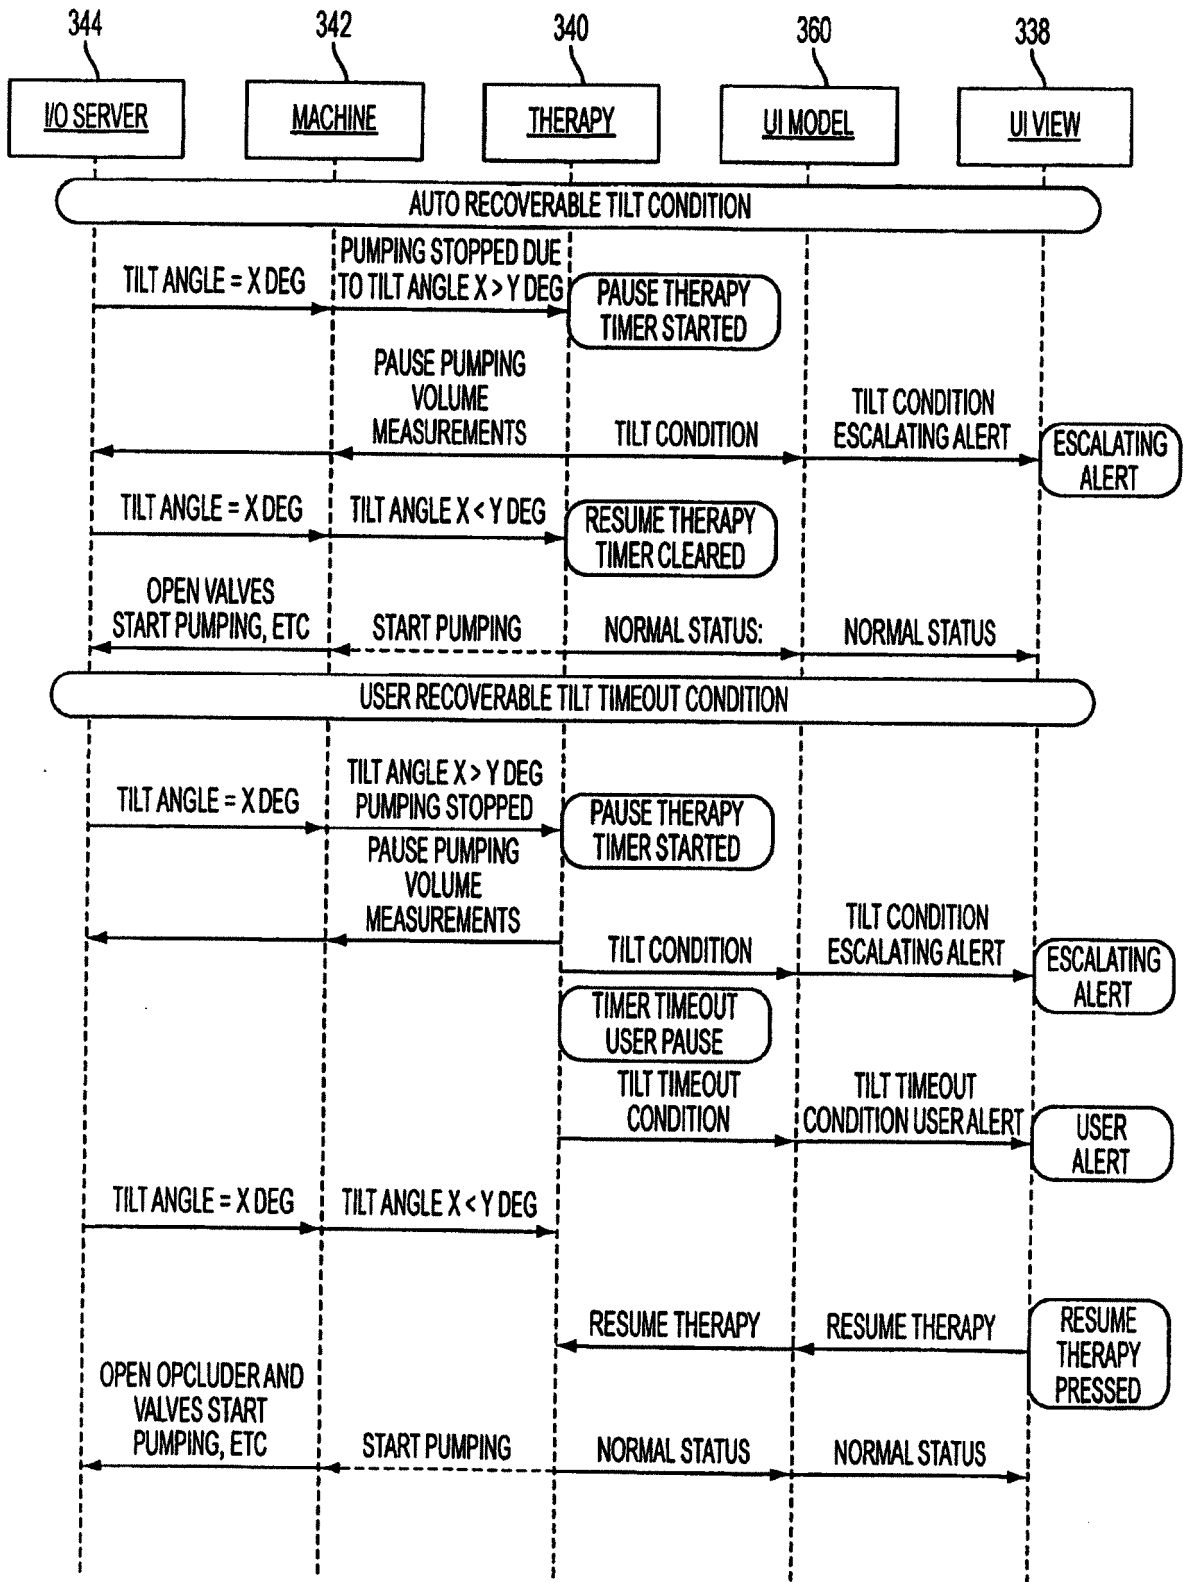 344
342
340
360
338
I/O SERVER
MACHINE
THERAPY
UI MODEL
UI VIEW
AUTO RECOVERABLE TILT CONDITION
TILT ANGLE = X DEG
PUMPING STOPPED DUE
TO TILT ANGLE X > Y DEG
PAUSE THERAPY
TIMER STARTED
PAUSE PUMPING
VOLUME
MEASUREMENTS
TILT CONDITION
TILT CONDITION
ESCALATING ALERT
ESCALATING
ALERT
TILT ANGLE = X DEG
TILT ANGLE X < Y DEG
RESUME THERAPY
TIMER CLEARED
OPEN VALVES
START PUMPING, ETC
START PUMPING
NORMAL STATUS:
NORMAL STATUS
USER RECOVERABLE TILT TIMEOUT CONDITION
TILT ANGLE = X DEG
TILT ANGLE X > Y DEG
PUMPING STOPPED
PAUSE THERAPY
TIMER STARTED
PAUSE PUMPING
VOLUME
MEASUREMENTS
TILT CONDITION
TILT CONDITION
ESCALATING ALERT
ESCALATING
ALERT
TIMER TIMEOUT
USER PAUSE
TILT TIMEOUT
CONDITION
TILT TIMEOUT
CONDITION USER ALERT
USER
ALERT
TILT ANGLE = X DEG
TILT ANGLE X < Y DEG
RESUME THERAPY
RESUME THERAPY
RESUME
THERAPY
PRESSED
OPEN OPCLUDER AND
VALVES START
PUMPING, ETC
START PUMPING
NORMAL STATUS
NORMAL STATUS